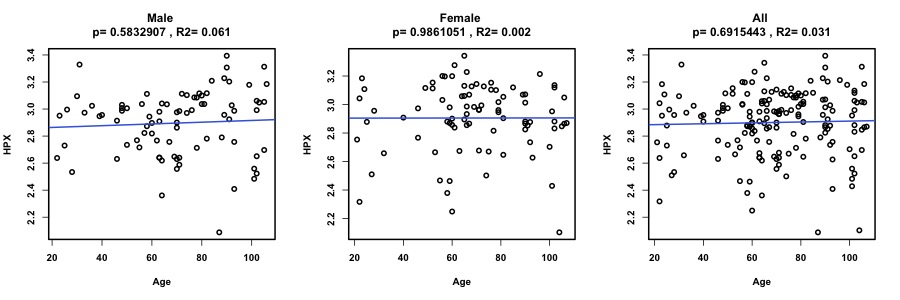 Male
p= 0.5832907 , R2= 0.061
HPX
3.4
3.2
3.0
2.8
2.6
2.4
2.2
20 40 60 80 100
Age
Female
p= 0.9861051 , R2= 0.002
HPX
3.2
3.0
2.8
2.6
2.4
2.2
20 40 60 80 100
Age
All
p= 0.6915443 , R2= 0.031
HPX
3.4
3.2
3.0
2.8
2.6
2.4
2.2
20 40 60 80 100
Age